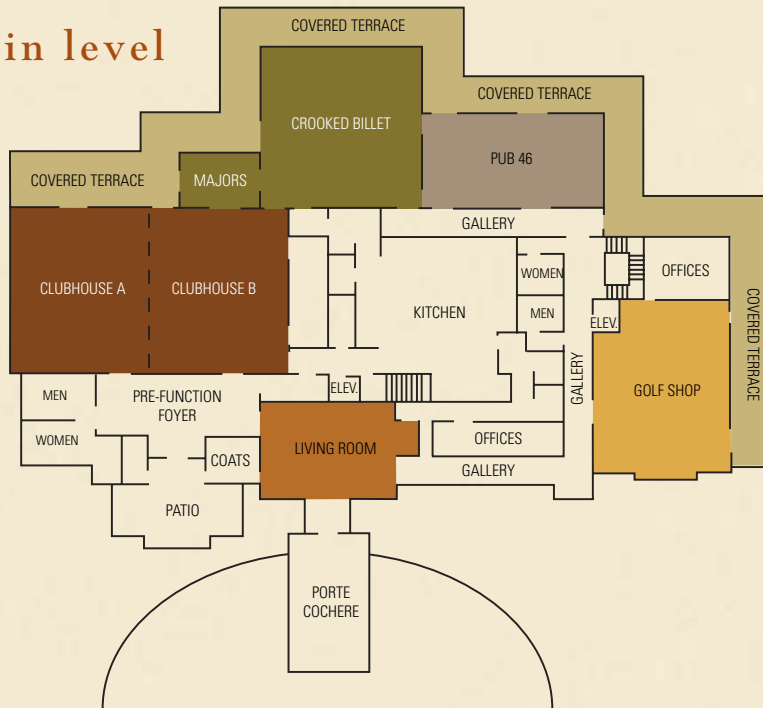 in level
COVERED TERRACE
COVERED TERRACE
CROOKED BILLET
PUB 46
COVERED TERRACE
MAJORS
GALLERY
CLUBHOUSE A
CLUBHOUSE B
WOMEN
OFFICES
KITCHEN
MEN
ELEV.
COVERED TERRACE
GALLERY
GOLF SHOP
MEN
PRE-FUNCTION
FOYER
ELEV.
WOMEN
COATS
LIVING ROOM
OFFICES
GALLERY
PATIO
PORTE
COCHERE